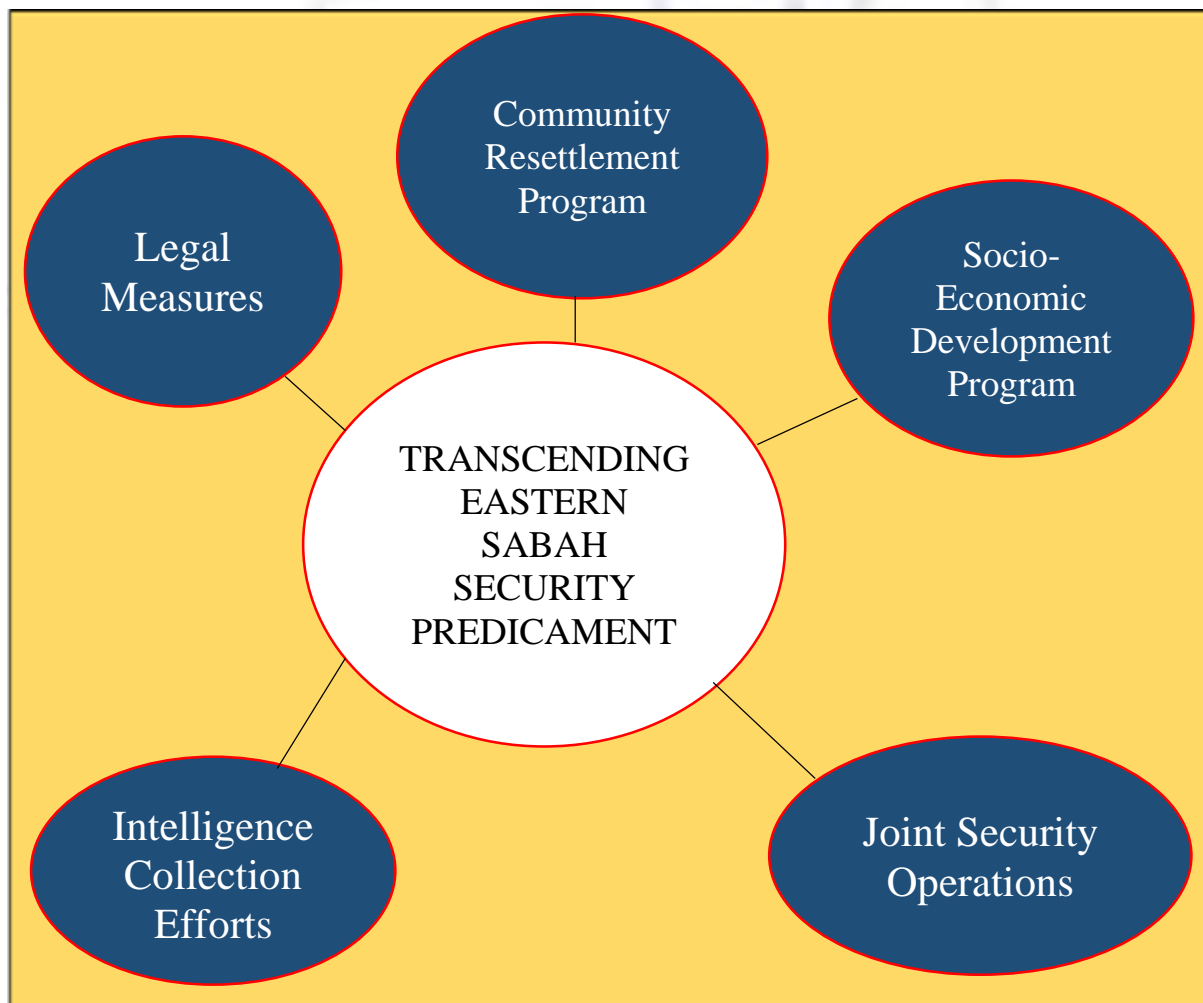 Community
Resettlement
Program
Legal
Measures
Socio-
Economic
Development
Program
TRANSCENDING
EASTERN
SABAH
SECURITY
PREDICAMENT
Intelligence
Collection
Efforts
Joint Security
Operations